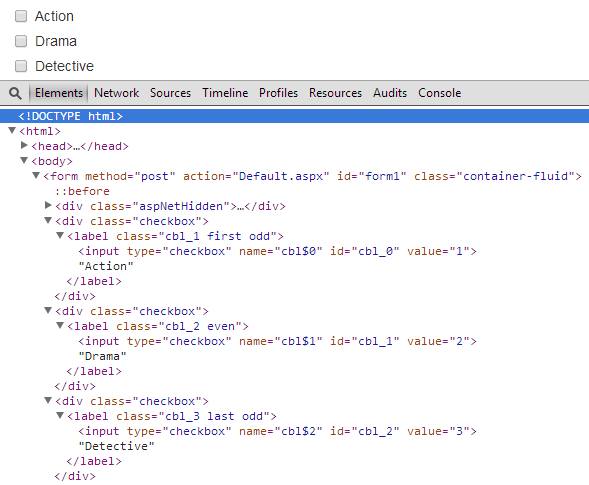 Action
Drama
Detective
Elements Network Sources Timeline Profiles Resources Audits Console
<!DOCTYPE html>
<html>
<head>…</head>
<body>
<form method="post" action="Default.aspx" id="form1" class="container-fluid">
::before
<div class="aspNetHidden">…</div>
<div class="checkbox">
<label class="cbl_1 first odd">
<input type="checkbox" name="cbl$0" id="cbl_0" value="1">
"Action"
</label>
</div>
<div class="checkbox">
<label class="cbl_2 even">
<input type="checkbox" name="cbl$1" id="cbl_1" value="2">
"Drama"
</label>
</div>
<div class="checkbox">
<label class="cbl_3 last odd">
<input type="checkbox" name="cbl$2" id="cbl_2" value="3">
"Detective"
</label>
</div>